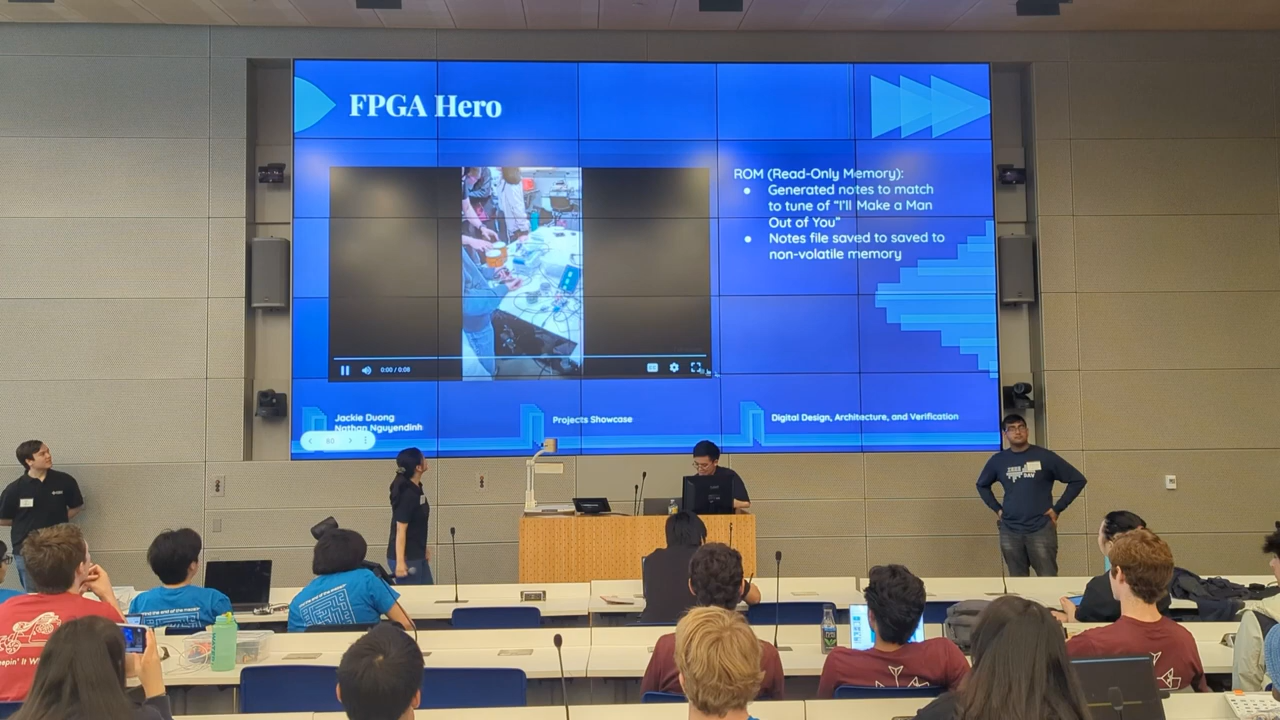 FPGA Hero
ROM (Read-Only Memory):
● Generated notes to match
to tune of "I'll Make a Man
Out of You"
● Notes file saved to saved to
non-volatile memory
0:00 / 0:08
Jackie Duong
Nathan Nguyendinh
Projects Showcase
Digital Design, Architecture, and Verification
80
DAV